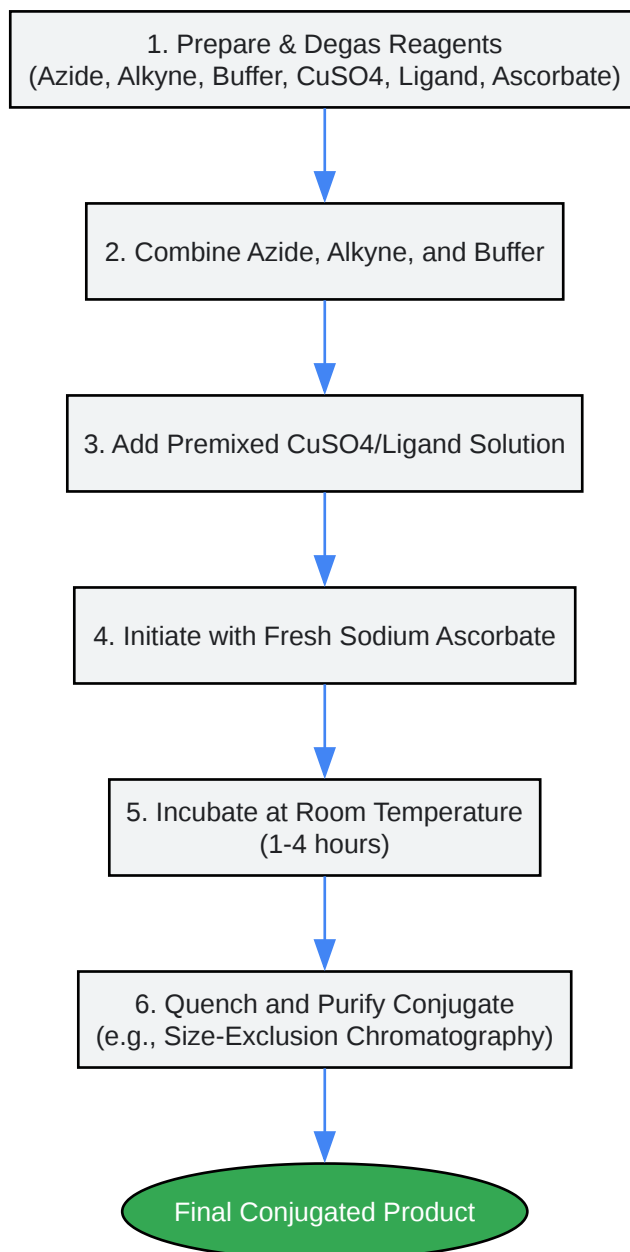 1. Prepare & Degas Reagents
(Azide, Alkyne, Buffer, CuSO4, Ligand, Ascorbate)
2. Combine Azide, Alkyne, and Buffer
3. Add Premixed CuSO4/Ligand Solution
4. Initiate with Fresh Sodium Ascorbate
5. Incubate at Room Temperature
(1-4 hours)
6. Quench and Purify Conjugate
(e.g., Size-Exclusion Chromatography)
Final Conjugated Product